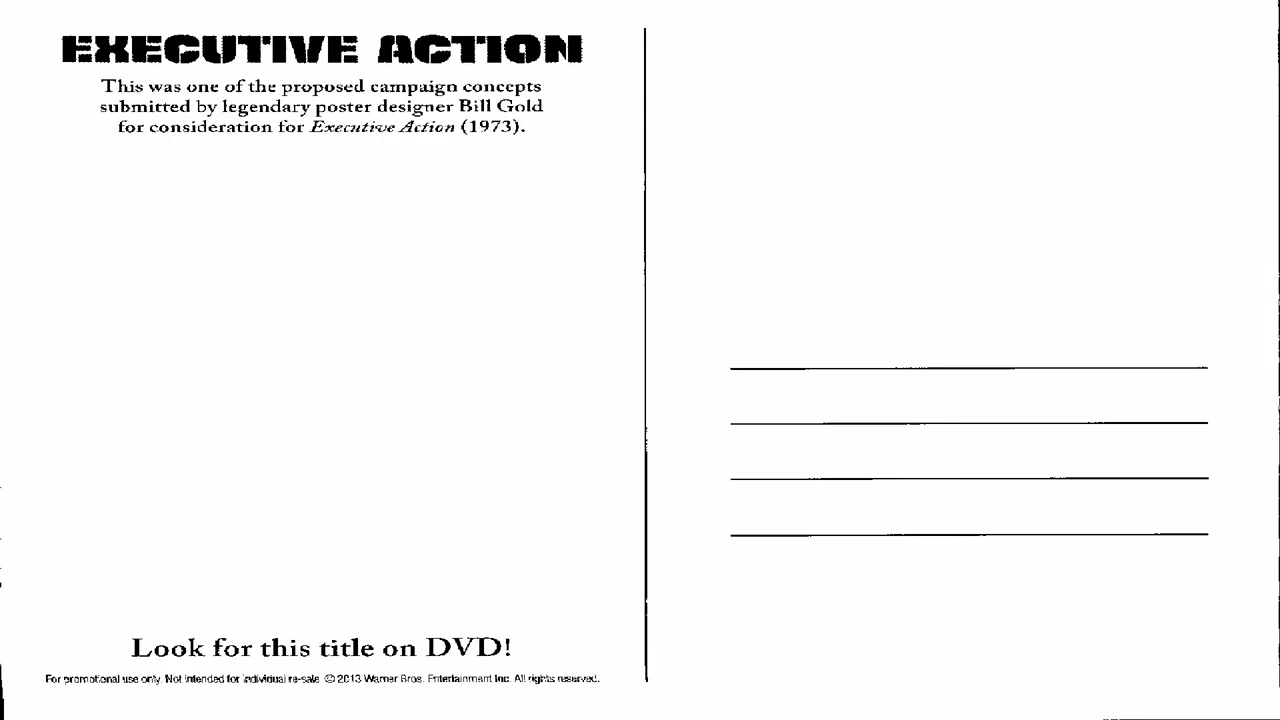 EXECUTIVE ACTION
This was one of the proposed campaign concepts
submitted by legendary poster designer Bill Gold
for consideration for Executive Action (1973).
Look for this title on DVD!
For promotional use only. Not intended for individual re-sale. © 2013 Warner Bros. Entertainment Inc. All rights reserved.